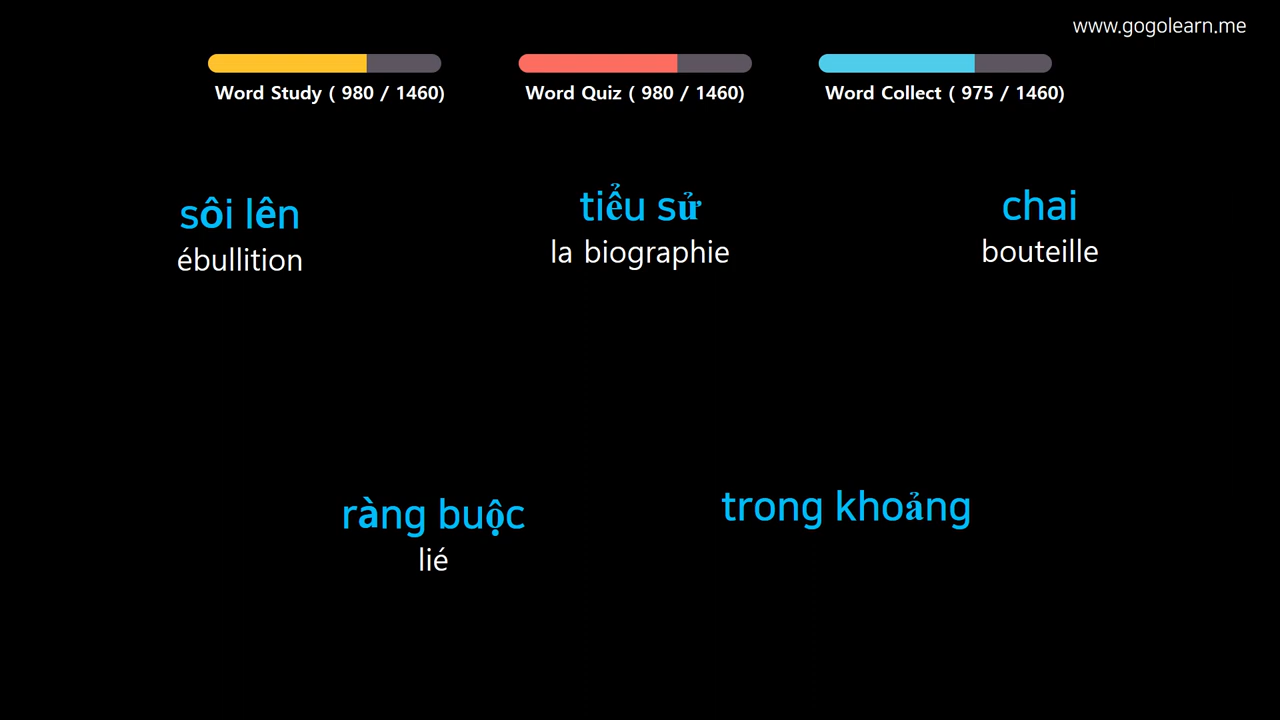 www.gogolearn.me
Word Study ( 980 / 1460)
Word Quiz ( 980 / 1460)
Word Collect ( 975 / 1460)
sôi lên
ébullition
tiểu sử
la biographie
chai
bouteille
ràng buộc
lié
trong khoảng